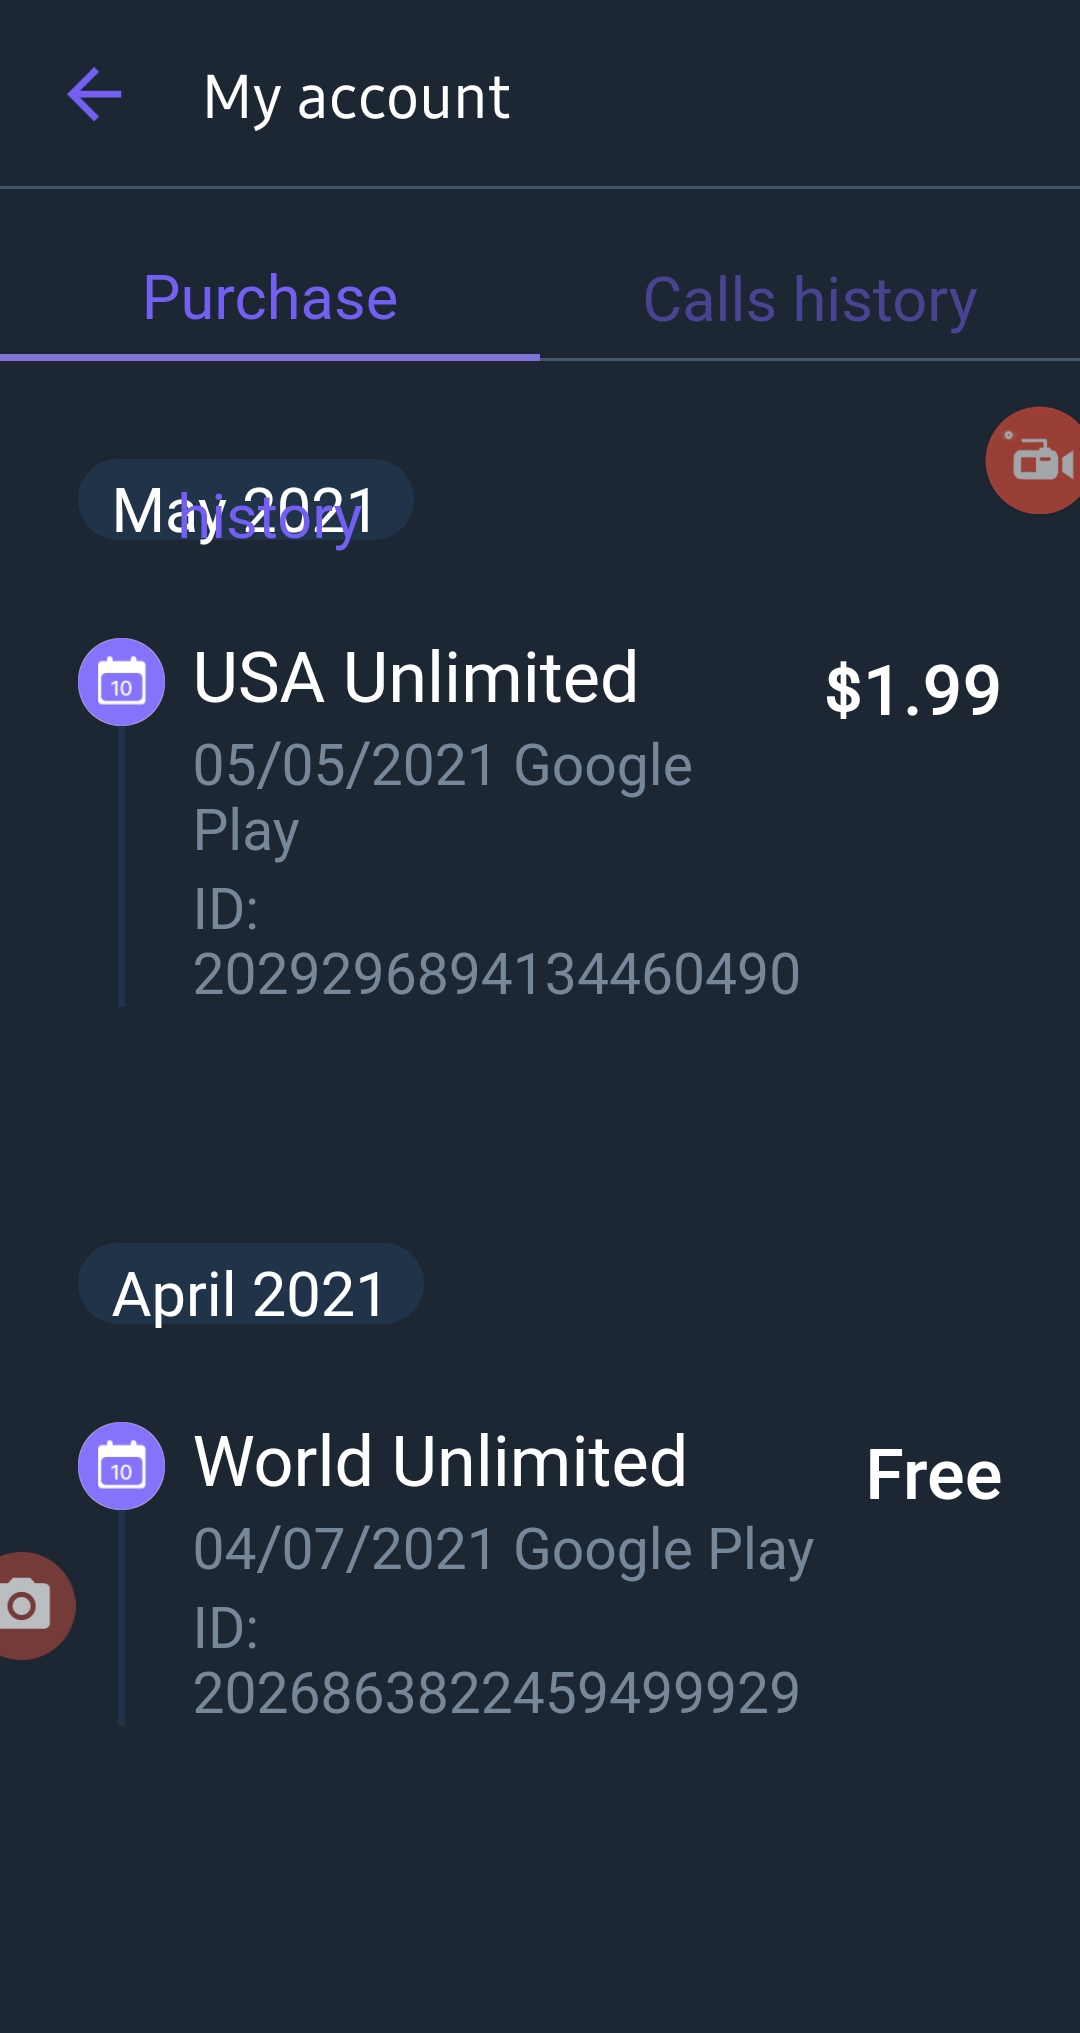 My account
Purchase
Calls history
history
May 2021
10
USA Unlimited
$1.99
05/05/2021 Google
Play
ID:
2029296894134460490
April 2021
10
World Unlimited
Free
04/07/2021 Google Play
ID:
2026863822459499929